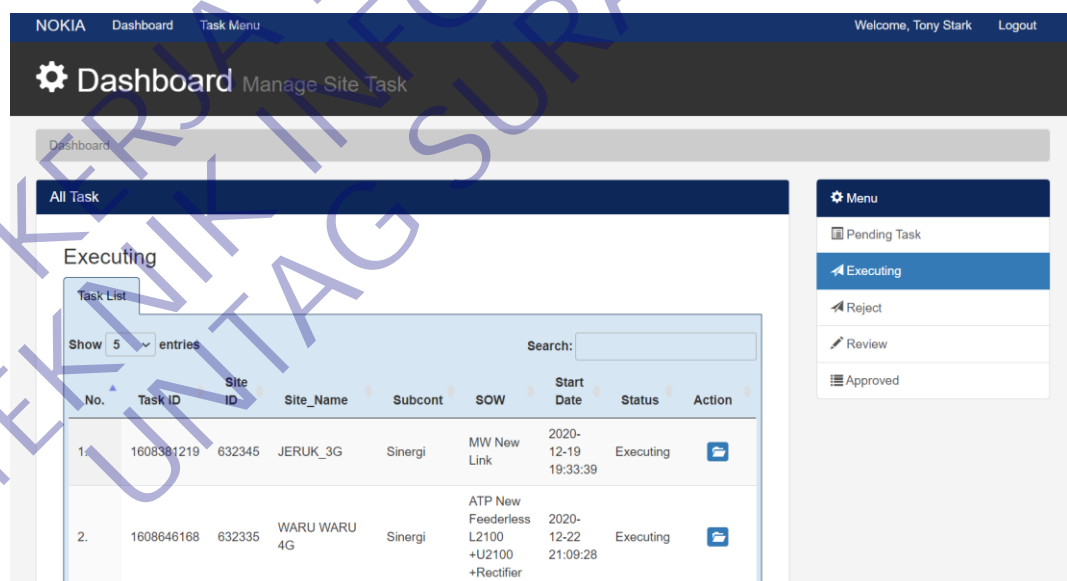 NOKIA Dashboard Task Menu Welcome, Tony Stark Logout
Dashboard Manage Site Task
Dashboard
All Task
Executing
Task List
Show 5 entries Search:
No. Task ID Site ID Site_Name Subcont SOW Start Date Status Action
1. 1608381219 632345 JERUK_3G Sinergi MW New Link 2020-12-19 19:33:39 Executing
2. 1608646168 632335 WARU WARU 4G Sinergi ATP New Feederless L2100 +U2100 +Rectifier 2020-12-22 21:09:28 Executing
Menu
Pending Task
Executing
Reject
Review
Approved
UNTAG SURA